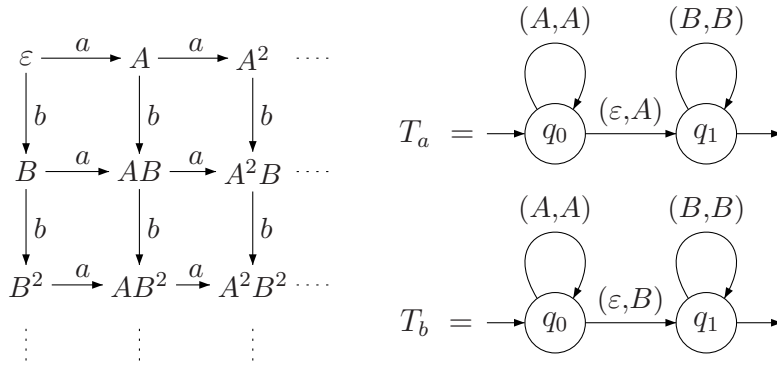 ε a A a A² ····
b b b
B a AB a A²B ····
b b b
B² a AB² a A²B² ····
(A,A) (B,B)
T_a = q₀ (ε,A) q₁
(A,A) (B,B)
T_b = q₀ (ε,B) q₁